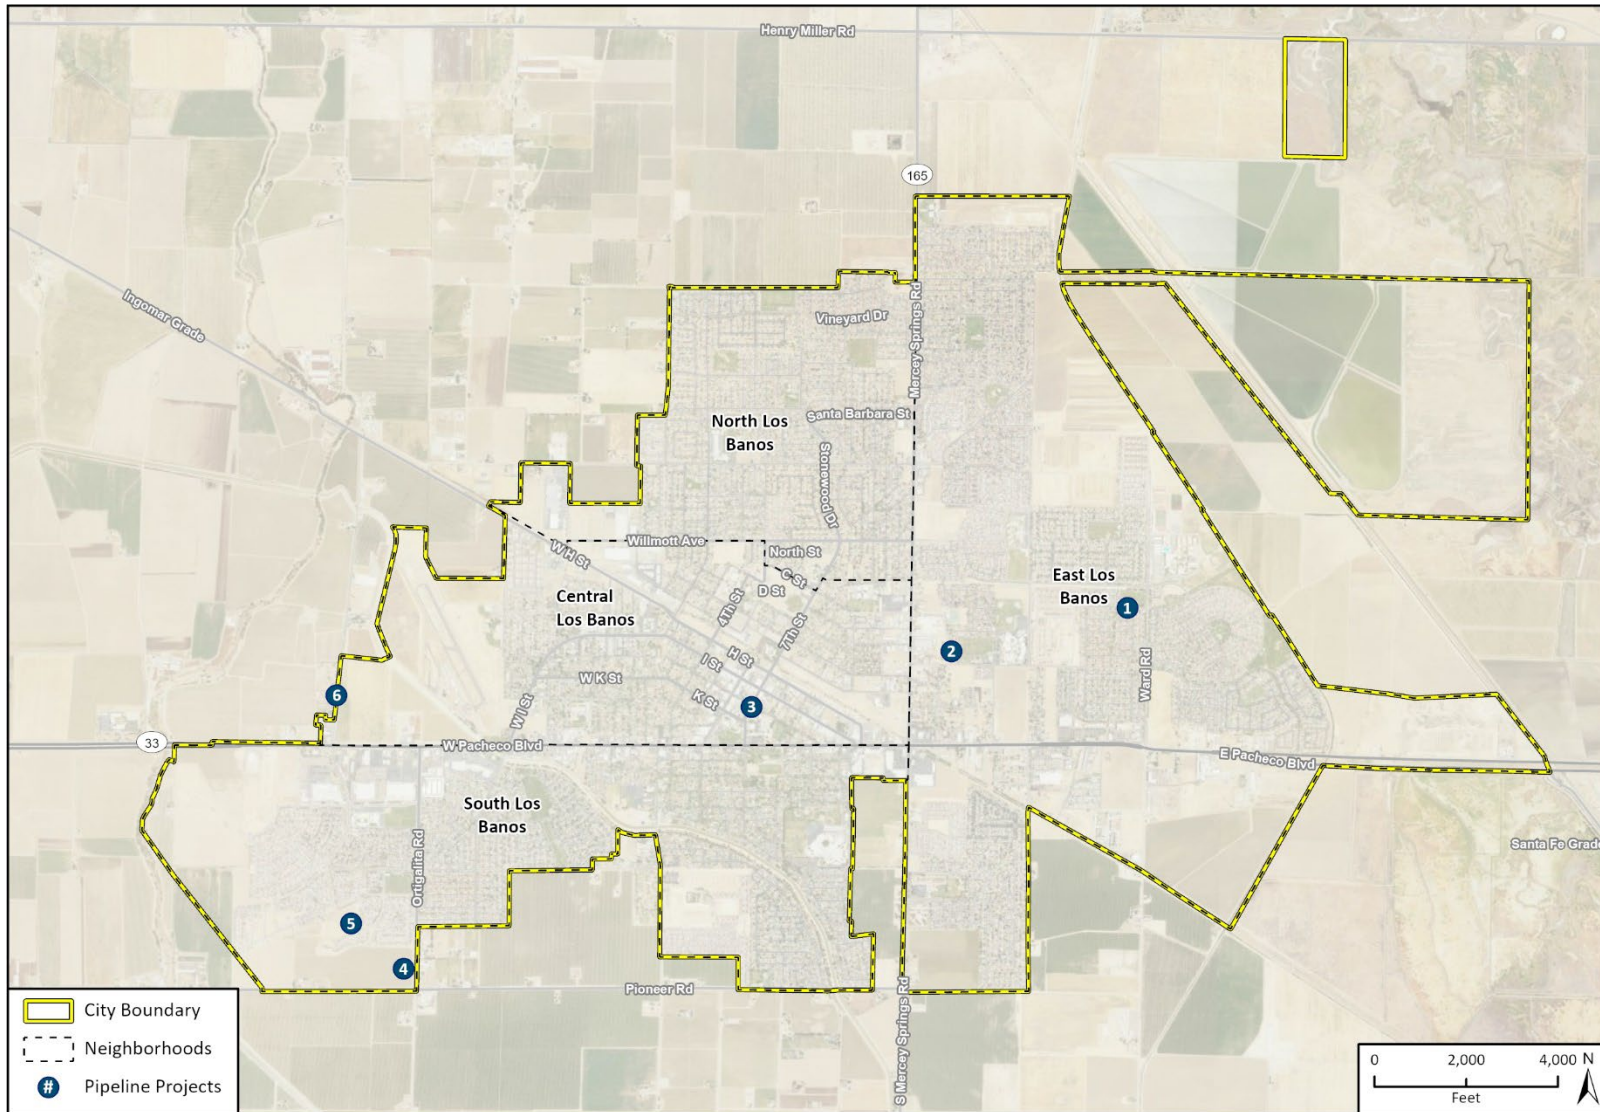 Henry Miller Rd
165
Ingomar Grade
Mercey Springs Rd
Vineyard Dr
Santa Barbara St
North Los
Banos
Stonewood Dr
W H St
Willmott Ave
North St
C St
D St
4Th St
7Th St
Central
Los Banos
East Los
Banos
1
2
H St
I St
W K St
K St
W I St
3
6
Ward Rd
33
W Pacheco Blvd
E Pacheco Blvd
South Los
Banos
Ortigalita Rd
Santa Fe Grade
5
4
Pioneer Rd
S Mercey Springs Rd
City Boundary
Neighborhoods
# Pipeline Projects
0 2,000 4,000 N
Feet